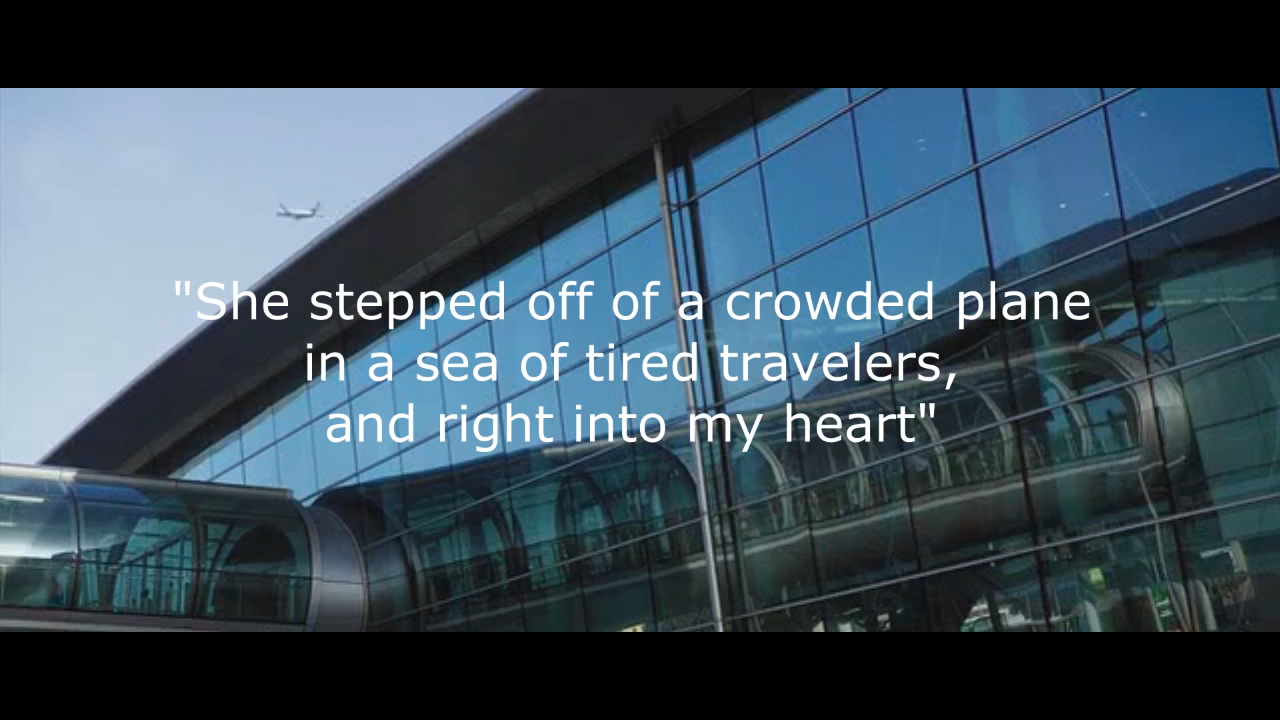 "She stepped off of a crowded plane
in a sea of tired travelers,
and right into my heart"